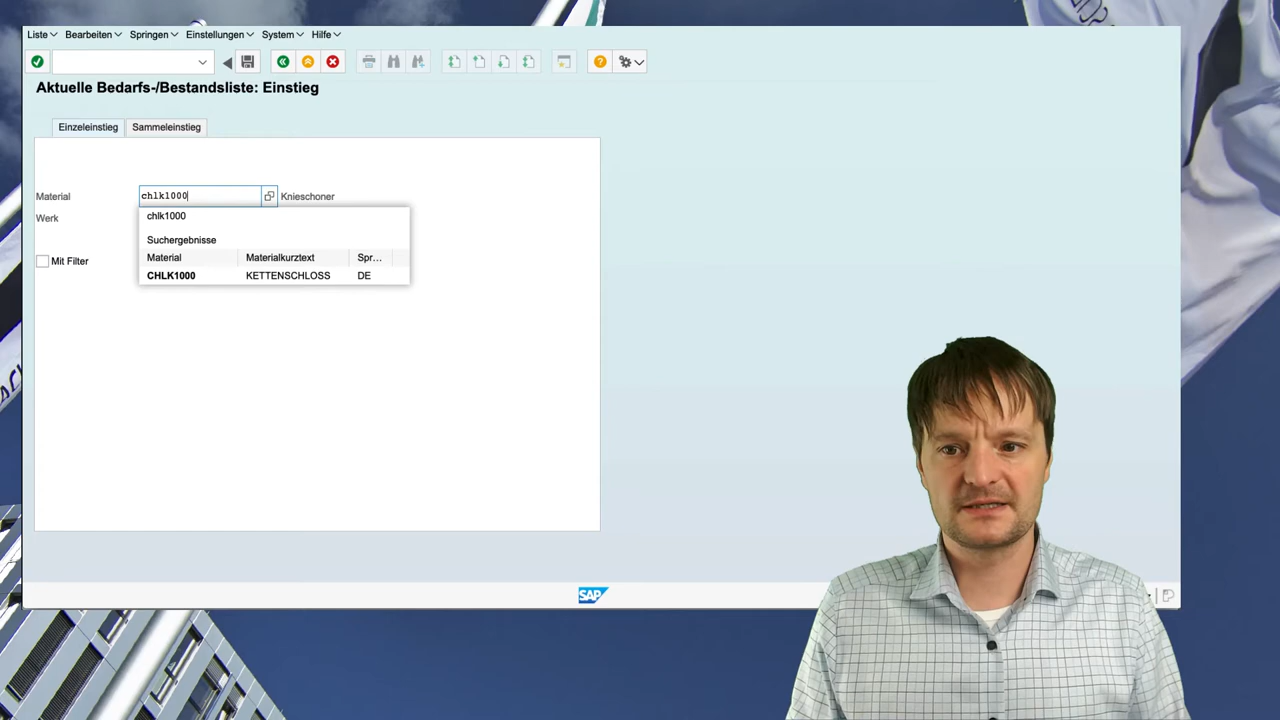 Liste Bearbeiten Springen Einstellungen System Hilfe
Aktuelle Bedarfs-/Bestandsliste: Einstieg
Einzeleinstieg Sammeleinstieg
Material chlk1000 Knieschoner
Werk chlk1000
Suchergebnisse
Material Materialkurztext Spr...
Mit Filter
CHLK1000 KETTENSCHLOSS DE
SAP